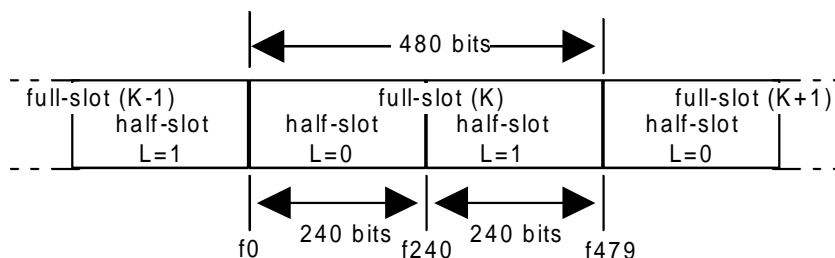 480 bits
full-slot (K-1) full-slot (K) full-slot (K+1)
half-slot half-slot half-slot half-slot
L=1 L=0 L=1 L=0
240 bits 240 bits
f0 f240 f479